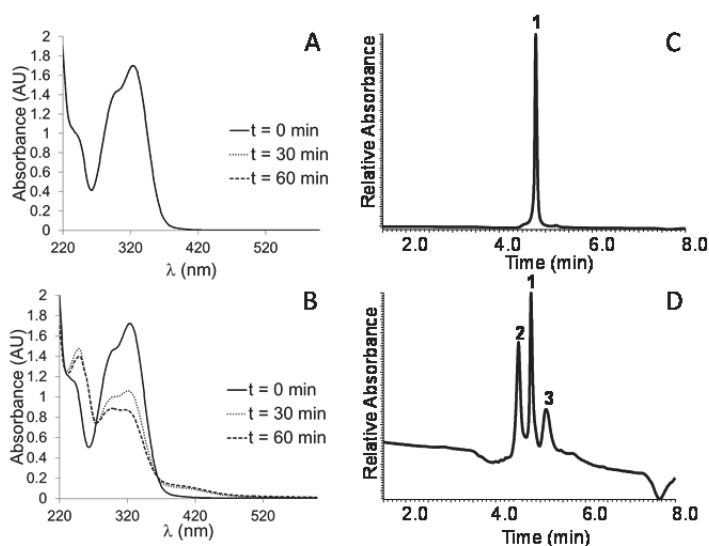 A
Absorbance (AU)
2
1.8
1.6
1.4
1.2
1
0.8
0.6
0.4
0.2
0
220 320 420 520
λ (nm)
t = 0 min
t = 30 min
t = 60 min
C
1
Relative Absorbance
2.0 4.0 6.0 8.0
Time (min)
B
Absorbance (AU)
2
1.8
1.6
1.4
1.2
1
0.8
0.6
0.4
0.2
0
220 320 420 520
λ (nm)
t = 0 min
t = 30 min
t = 60 min
D
1
2
3
Relative Absorbance
2.0 4.0 6.0 8.0
Time (min)